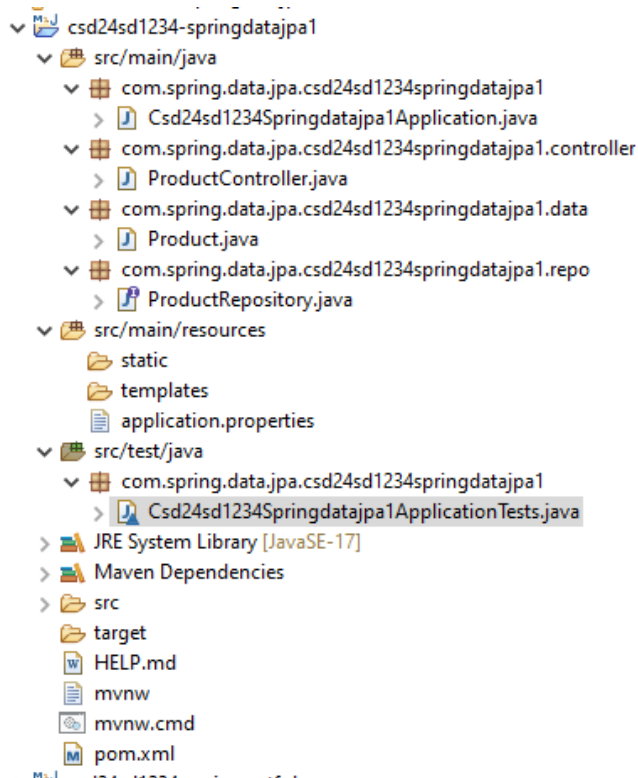 csd24sd1234-springdatajpa1
src/main/java
com.spring.data.jpa.csd24sd1234springdatajpa1
Csd24sd1234Springdatajpa1Application.java
com.spring.data.jpa.csd24sd1234springdatajpa1.controller
ProductController.java
com.spring.data.jpa.csd24sd1234springdatajpa1.data
Product.java
com.spring.data.jpa.csd24sd1234springdatajpa1.repo
ProductRepository.java
src/main/resources
static
templates
application.properties
src/test/java
com.spring.data.jpa.csd24sd1234springdatajpa1
Csd24sd1234Springdatajpa1ApplicationTests.java
JRE System Library [JavaSE-17]
Maven Dependencies
src
target
HELP.md
mvnw
mvnw.cmd
pom.xml